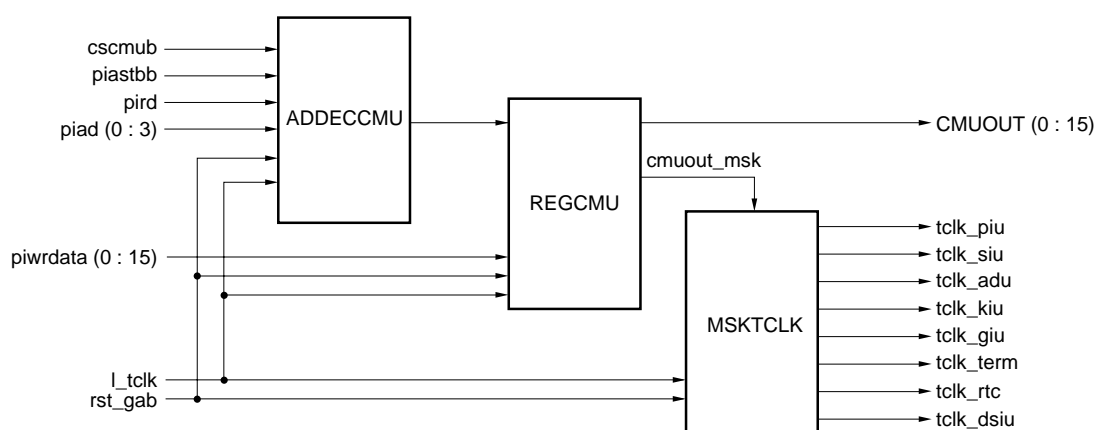 cscmub
piastbb
pird
piad (0 : 3)
ADDECCMU
CMUOUT (0 : 15)
cmuout_msk
REGCMU
piwrdata (0 : 15)
tclk_piu
tclk_siu
tclk_adu
tclk_kiu
tclk_giu
tclk_term
tclk_rtc
tclk_dsiu
MSKTCLK
l_tclk
rst_gab